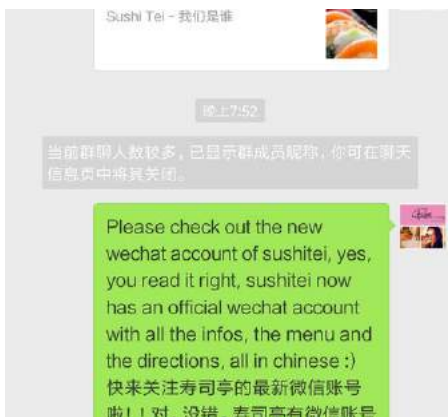 Sushi Tei - 我们是谁
晚上7:52
当前群聊人数较多，已显示群成员昵称，你可在聊天
信息页中将其关闭。
Please check out the new
wechat account of sushitei, yes,
you read it right, sushitei now
has an official wechat account
with all the infos, the menu and
the directions, all in chinese :)
快来关注寿司亭的最新微信账号
啦！！对，没错，寿司亭有微信账号